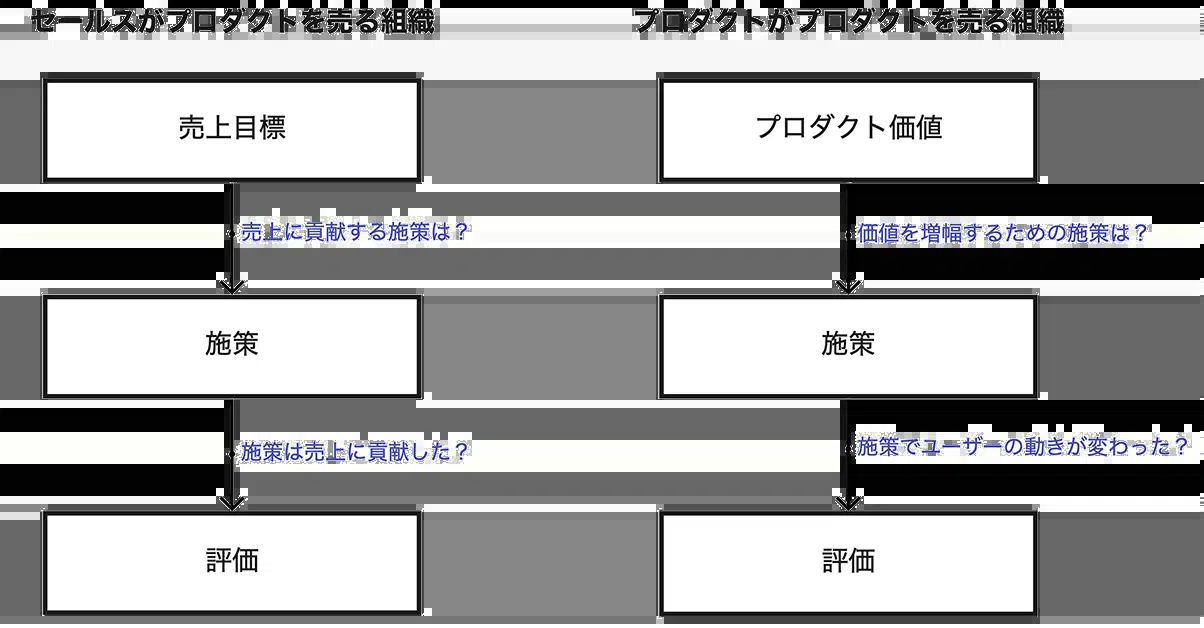 セールスがプロダクトを売る組織
プロダクトがプロダクトを売る組織
売上目標
プロダクト価値
売上に貢献する施策は？
価値を増幅するための施策は？
施策
施策
施策は売上に貢献した？
施策でユーザーの動きが変わった？
評価
評価